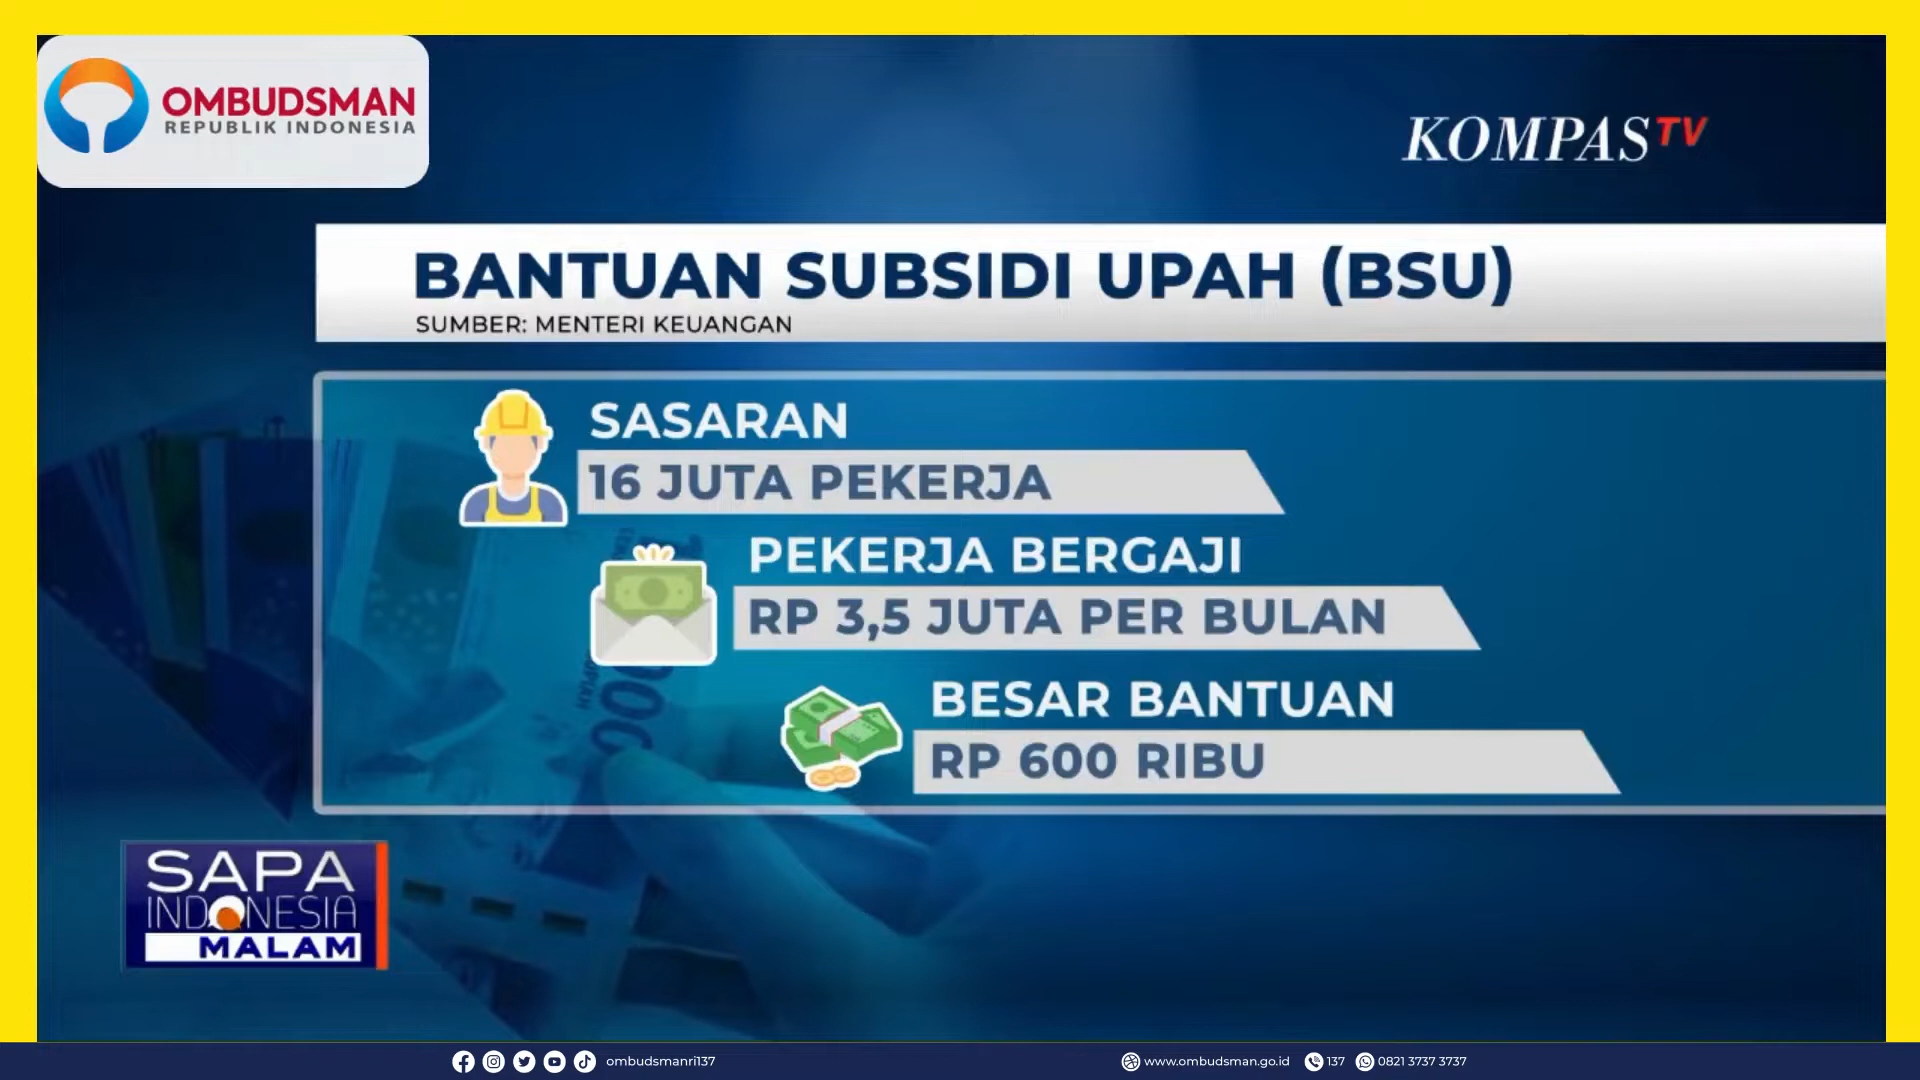 OMBUDSMAN
REPUBLIK INDONESIA
KOMPAS TV
BANTUAN SUBSIDI UPAH (BSU)
SUMBER: MENTERI KEUANGAN
SASARAN
16 JUTA PEKERJA
PEKERJA BERGAJI
RP 3,5 JUTA PER BULAN
BESAR BANTUAN
RP 600 RIBU
SAPA
INDONESIA
MALAM
ombudsmanri137
www.ombudsman.go.id 137 0821 3737 3737